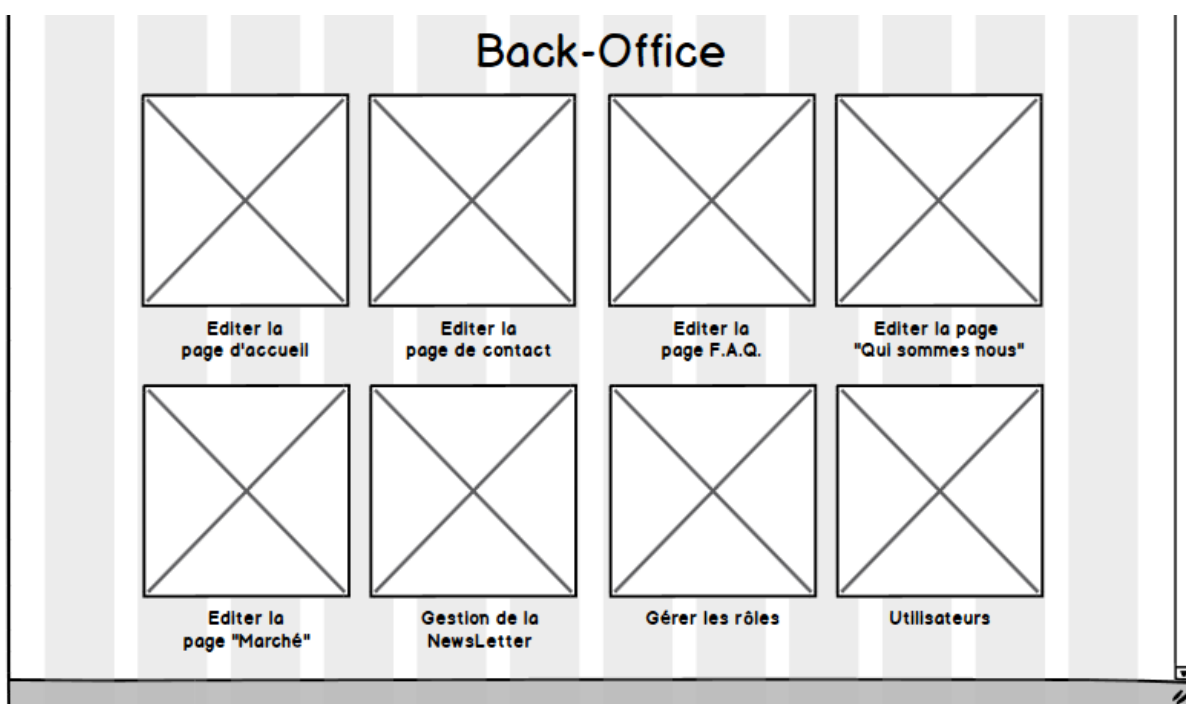 Back-Office
Editer la
page d'accueil
Editer la
page de contact
Editer la
page F.A.Q.
Editer la page
"Qui sommes nous"
Editer la
page "Marché"
Gestion de la
NewsLetter
Gérer les rôles
Utilisateurs